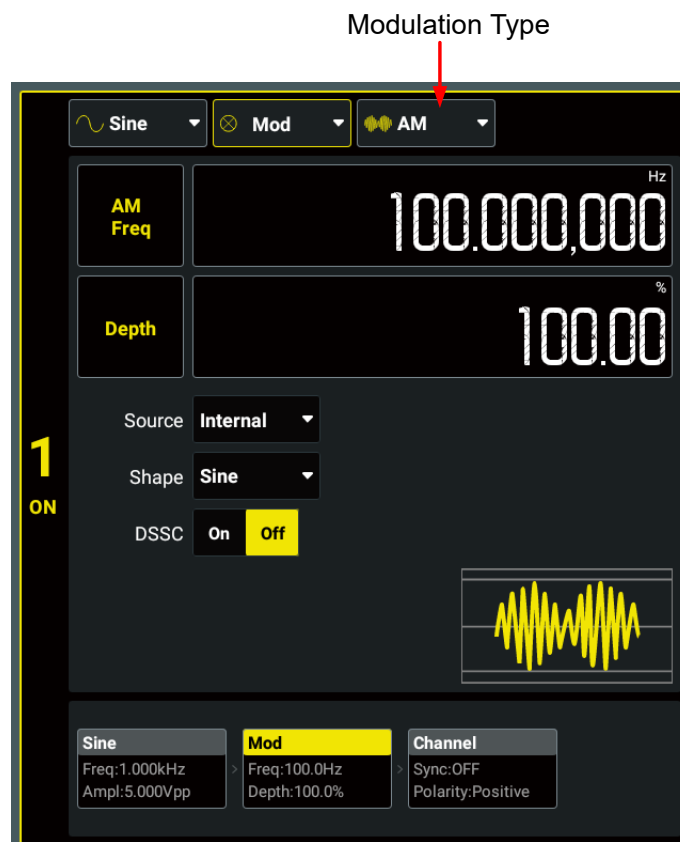 Modulation Type
Sine Mod AM
AM
Freq
Hz
100.000,000
Depth
%
100.00
Source Internal
Shape Sine
DSSC On Off
1
ON
Sine
Freq:1.000kHz
Ampl:5.000Vpp
>
Mod
Freq:100.0Hz
Depth:100.0%
>
Channel
Sync:OFF
Polarity:Positive